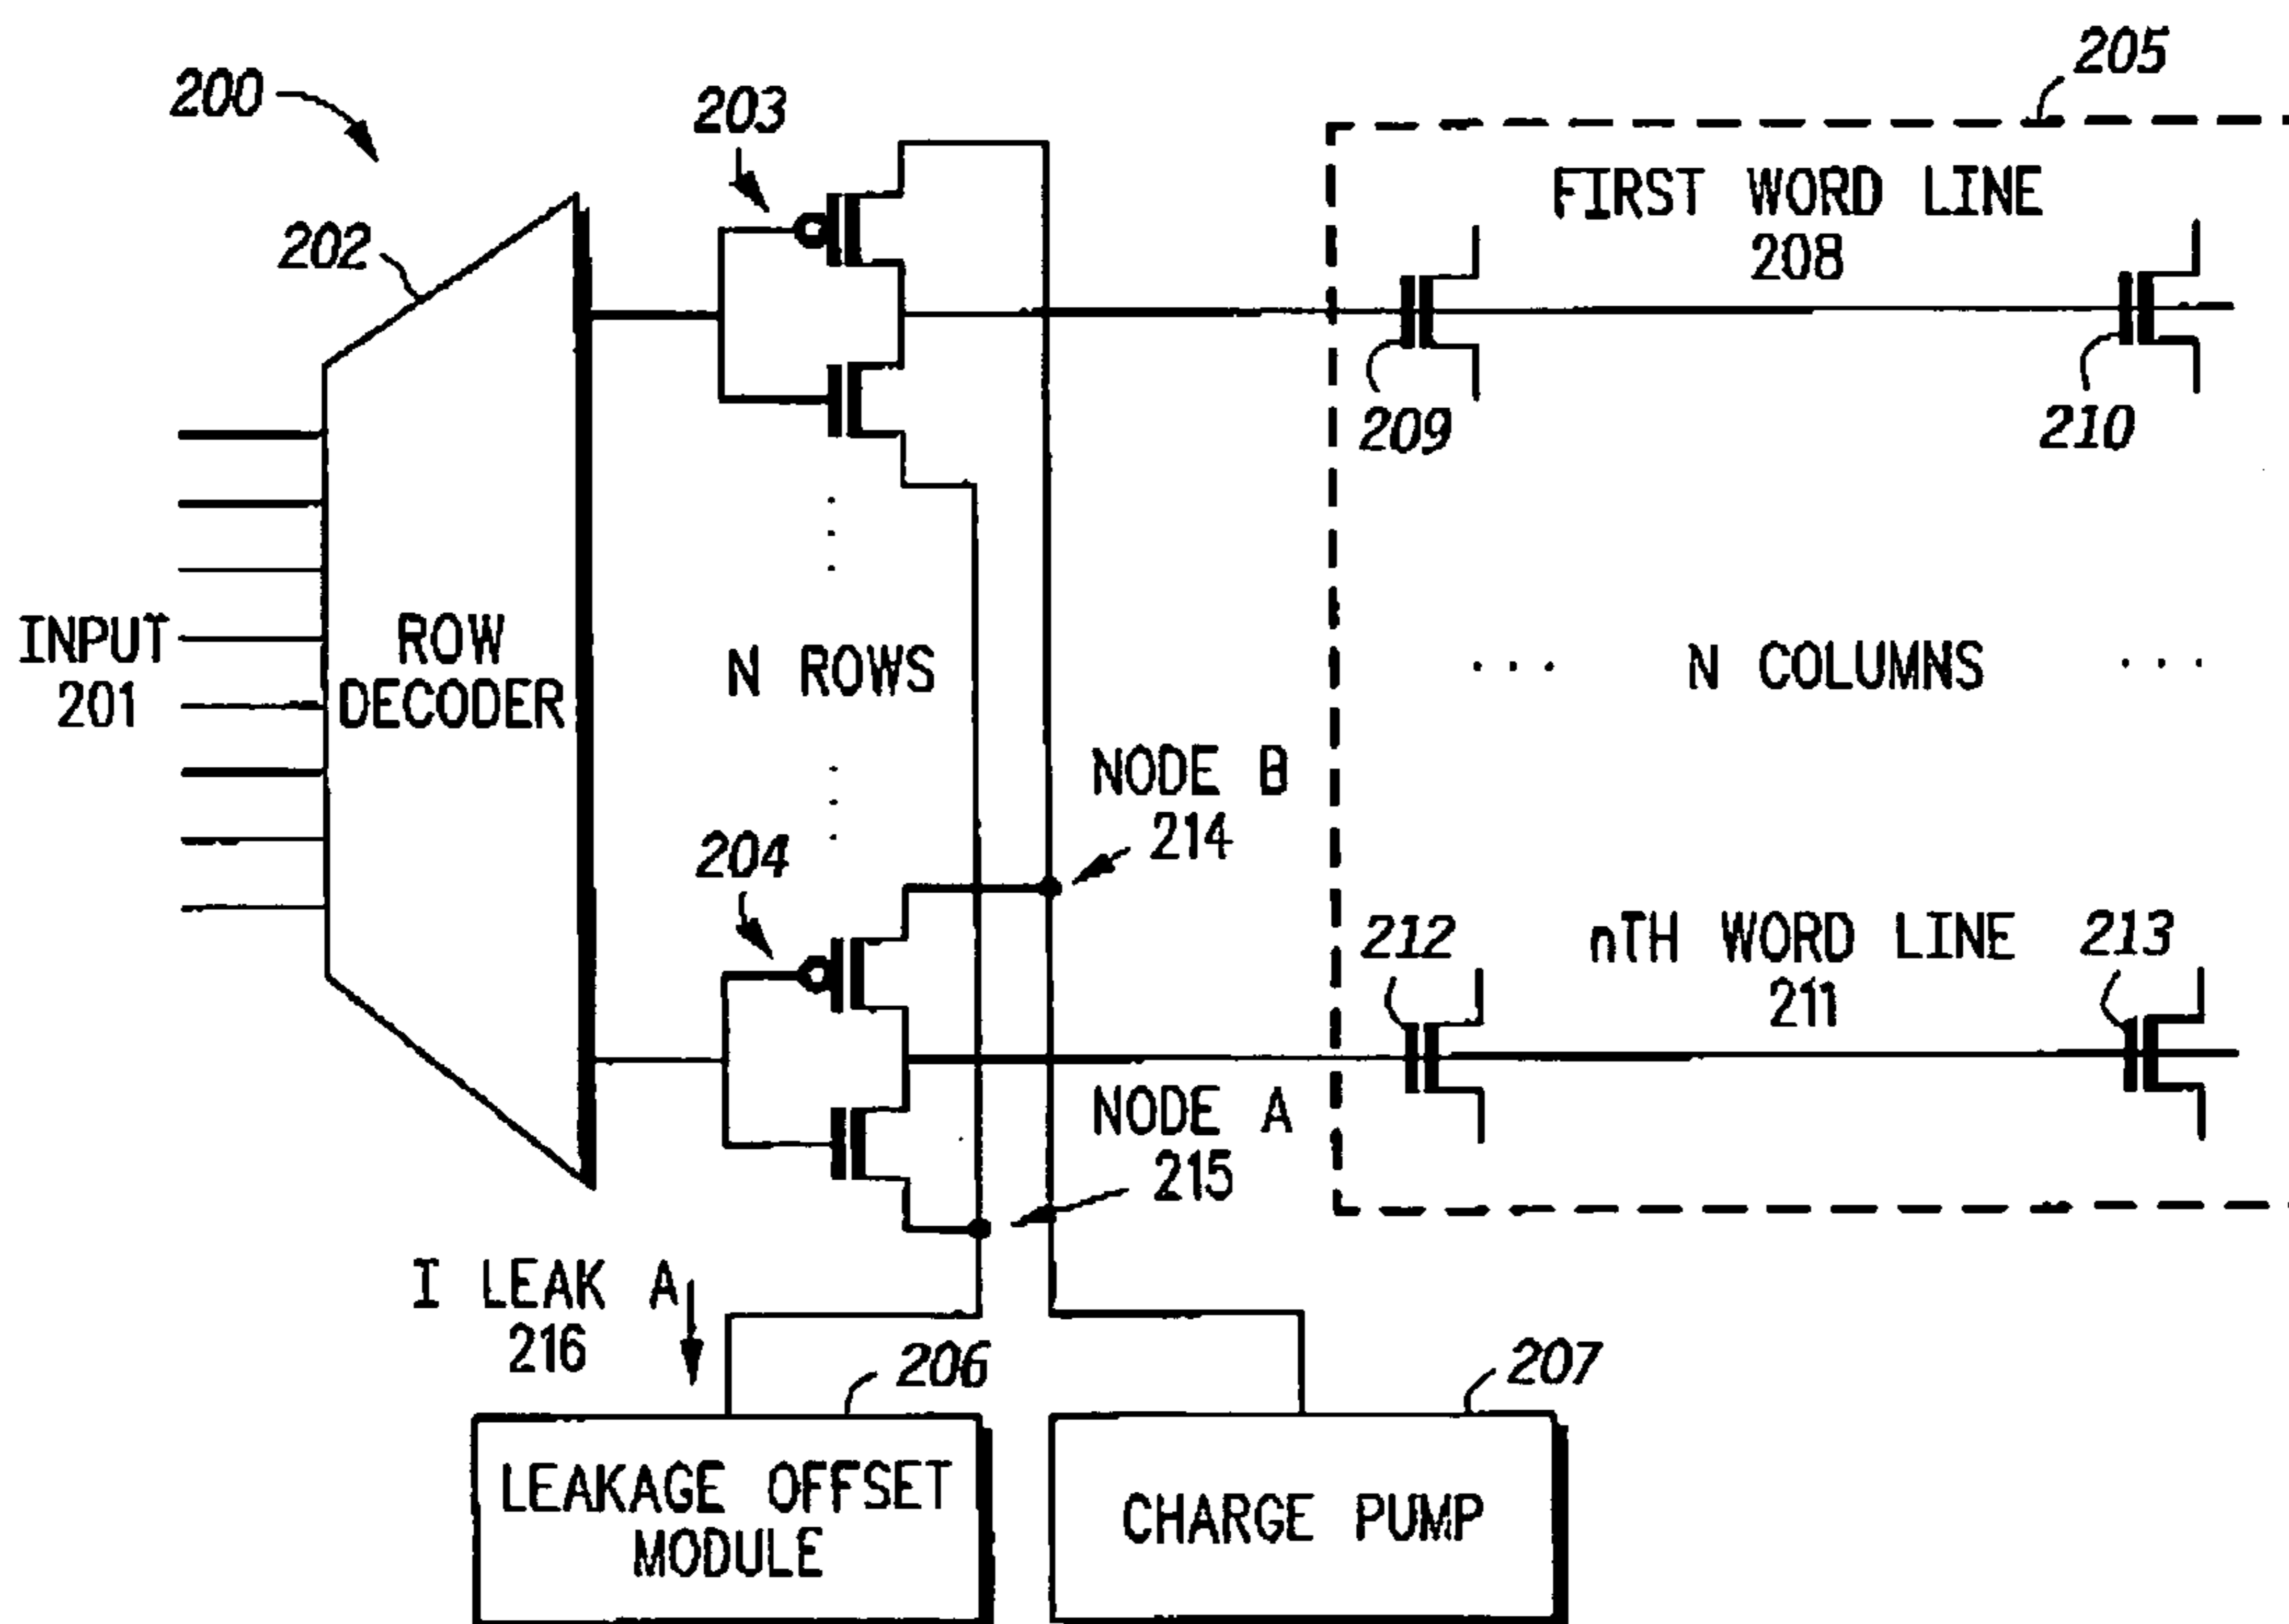 205
200
203
FIRST WORD LINE
208
202
209
210
INPUT
201
ROW
DECODER
N ROWS
... N COLUMNS ...
NODE B
214
204
212
nTH WORD LINE
211
213
NODE A
215
I LEAK A
216
206
207
LEAKAGE OFFSET
MODULE
CHARGE PUMP